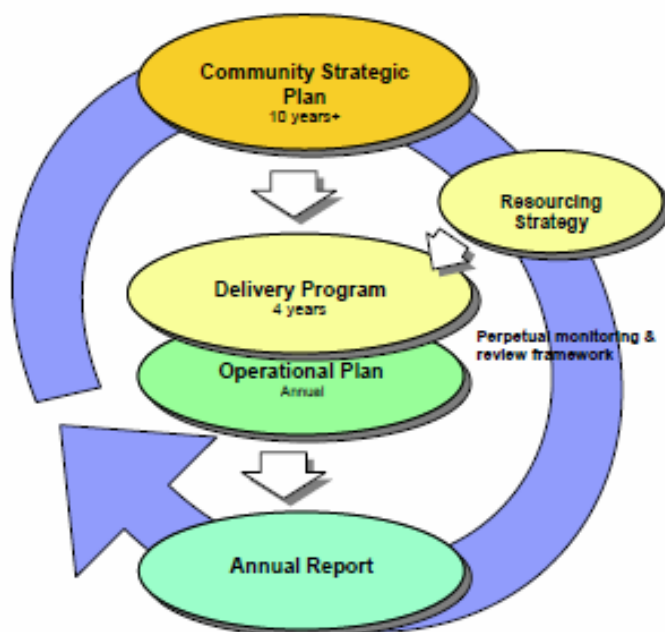 Community Strategic
Plan
10 years+
Resourcing
Strategy
Delivery Program
4 years
Perpetual monitoring &
review framework
Operational Plan
Annual
Annual Report